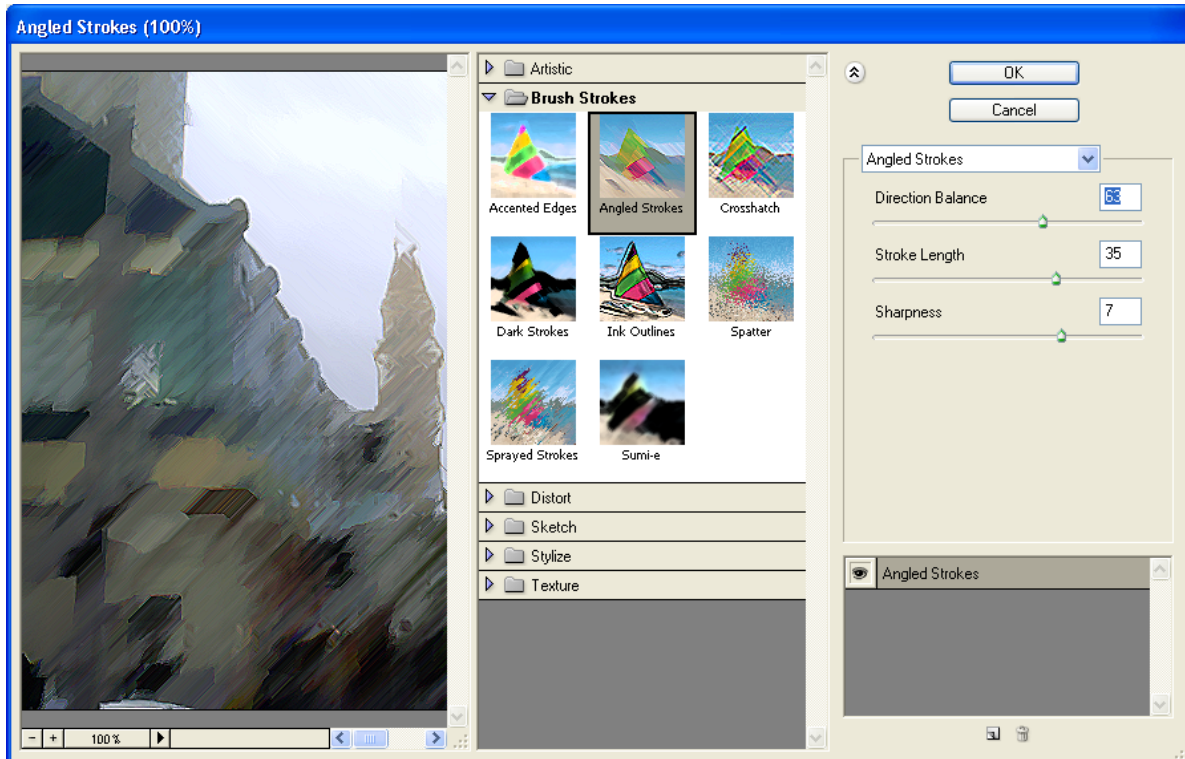 Angled Strokes (100%)
Artistic
Brush Strokes
Accented Edges
Angled Strokes
Crosshatch
Dark Strokes
Ink Outlines
Spatter
Sprayed Strokes
Sumi-e
Distort
Sketch
Stylize
Texture
- + 100%
OK
Cancel
Angled Strokes
Direction Balance 63
Stroke Length 35
Sharpness 7
Angled Strokes